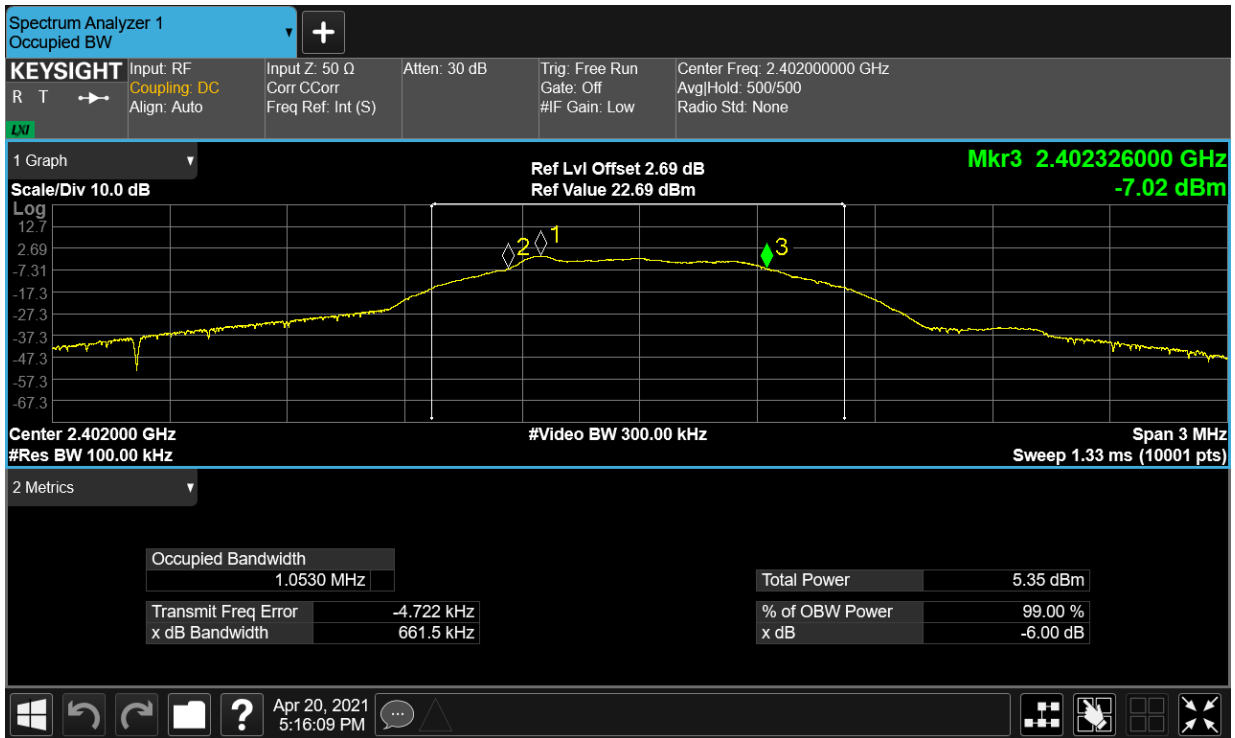 Spectrum Analyzer 1
Occupied BW
▼
+
KEYSIGHT
R T
LXI
Input: RF
Coupling: DC
Align: Auto
Input Z: 50 Ω
Corr CCorr
Freq Ref: Int (S)
Atten: 30 dB
Trig: Free Run
Gate: Off
#IF Gain: Low
Center Freq: 2.402000000 GHz
Avg|Hold: 500/500
Radio Std: None
1 Graph ▼
Ref Lvl Offset 2.69 dB
Mkr3 2.402326000 GHz
Scale/Div 10.0 dB
Ref Value 22.69 dBm
-7.02 dBm
Log
12.7
2.69
-7.31
-17.3
-27.3
-37.3
-47.3
-57.3
-67.3
2
1
3
Center 2.402000 GHz
#Video BW 300.00 kHz
Span 3 MHz
#Res BW 100.00 kHz
Sweep 1.33 ms (10001 pts)
2 Metrics ▼
Occupied Bandwidth
1.0530 MHz
Total Power 5.35 dBm
Transmit Freq Error -4.722 kHz
% of OBW Power 99.00 %
x dB Bandwidth 661.5 kHz
x dB -6.00 dB
?
Apr 20, 2021
5:16:09 PM